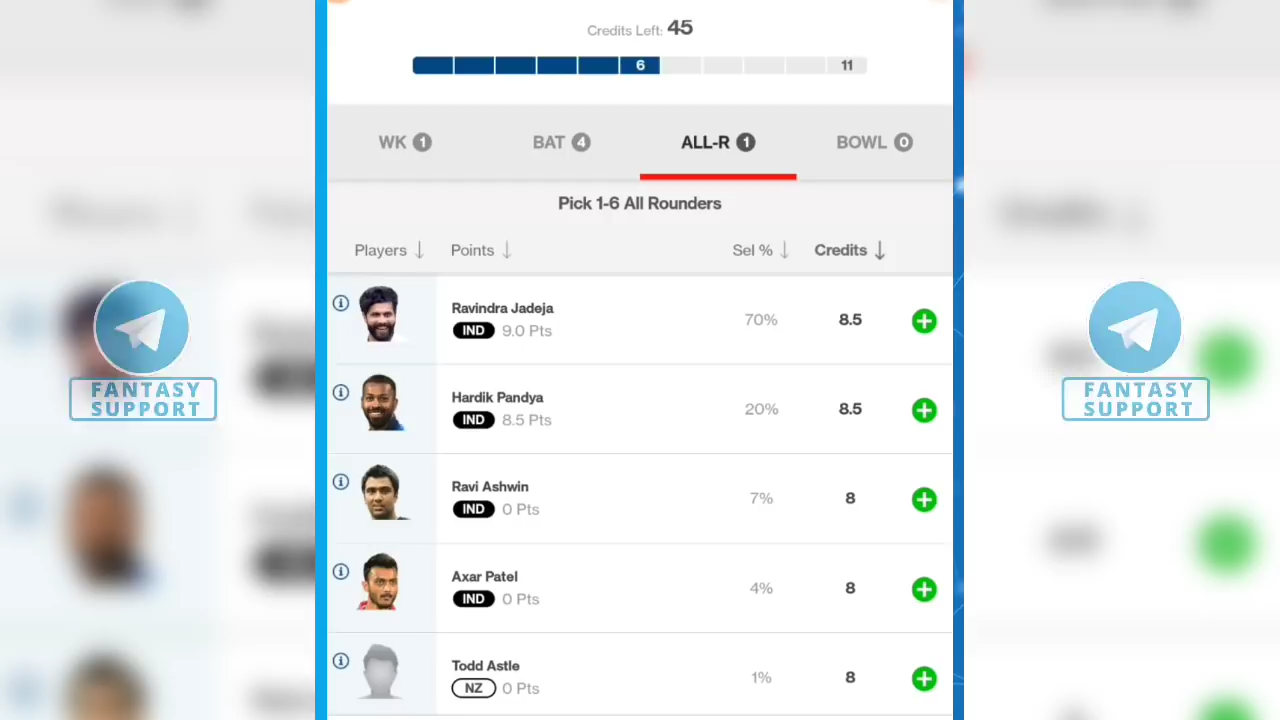 Credits Left: 45
6 11
WK 1 BAT 4 ALL-R 1 BOWL 0
Pick 1-6 All Rounders
Players ↓ Points ↓ Sel % ↓ Credits ↓
Ravindra Jadeja
IND 9.0 Pts 70% 8.5
Hardik Pandya
IND 8.5 Pts 20% 8.5
Ravi Ashwin
IND 0 Pts 7% 8
Axar Patel
IND 0 Pts 4% 8
Todd Astle
NZ 0 Pts 1% 8
FANTASY
SUPPORT
FANTASY
SUPPORT